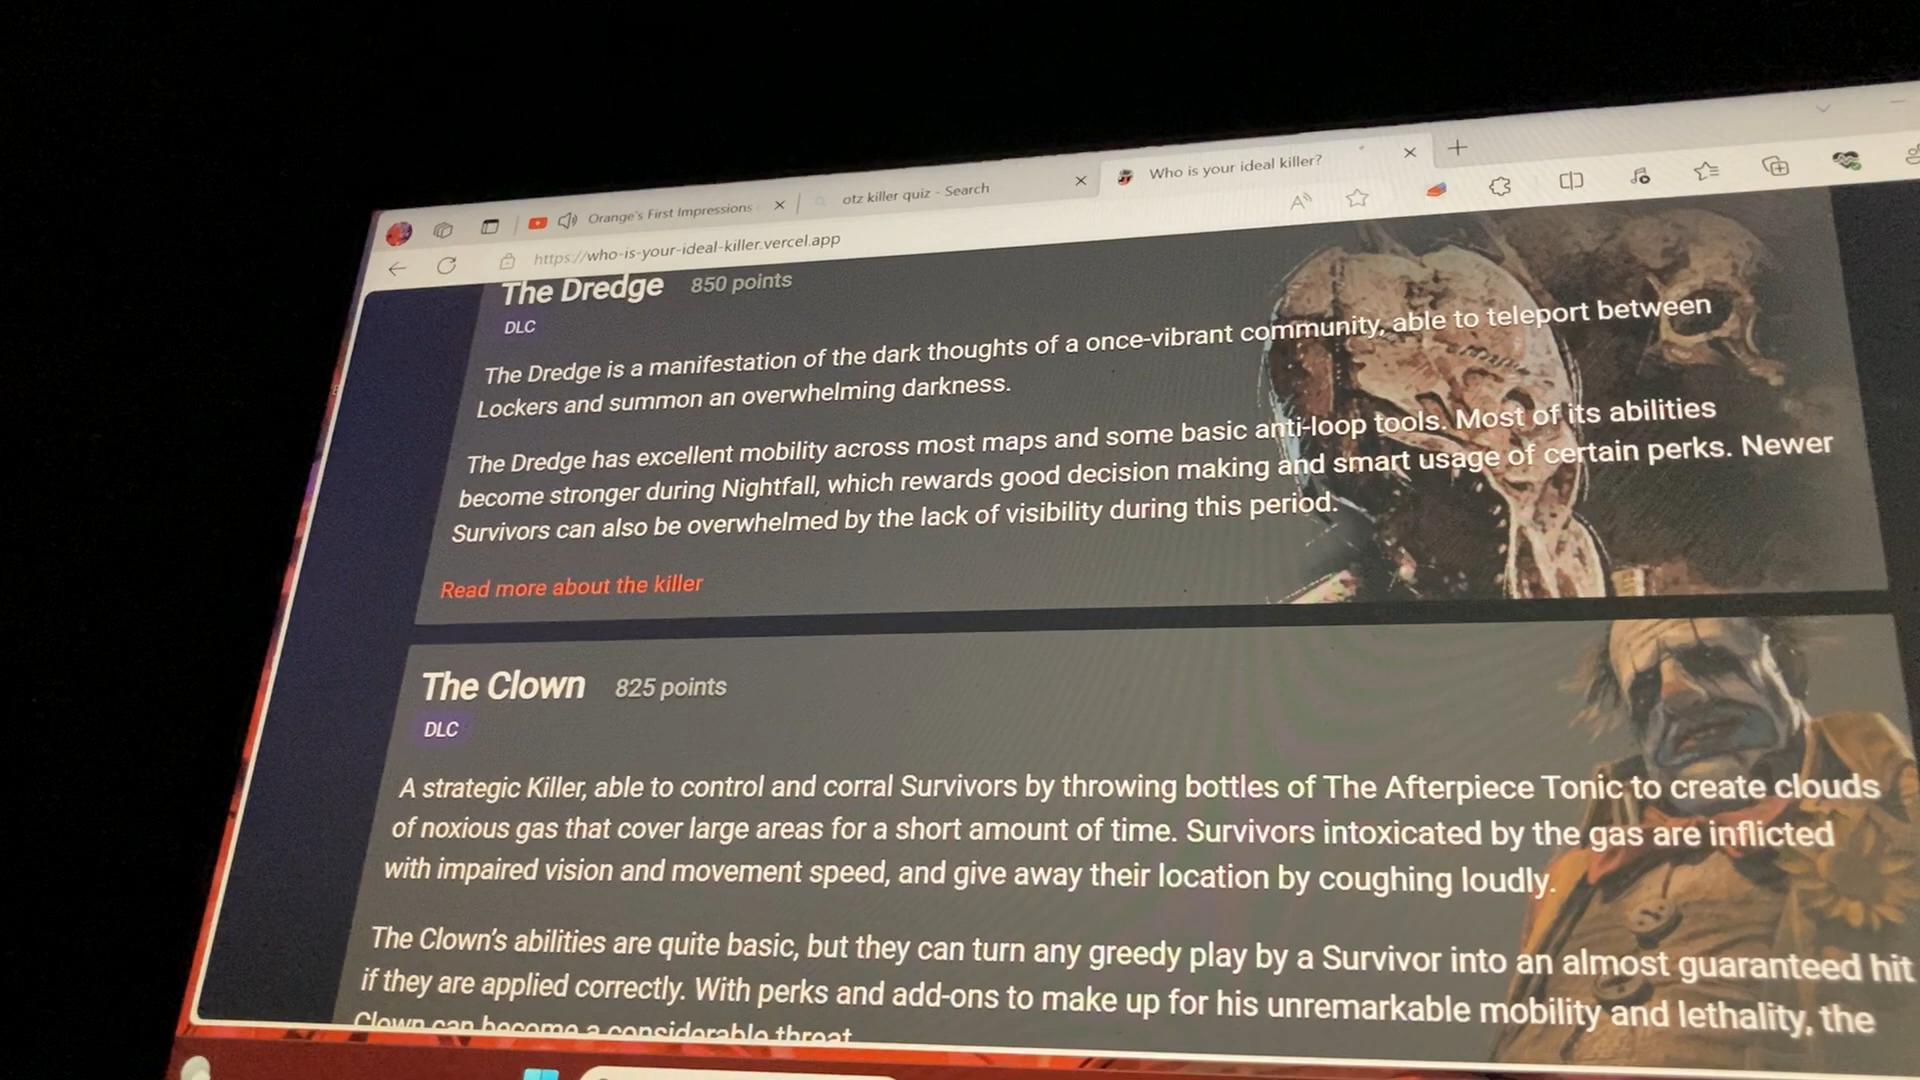 Orange's First Impressions
otz killer quiz - Search
Who is your ideal killer?
https://who-is-your-ideal-killer.vercel.app
The Dredge 850 points
DLC
The Dredge is a manifestation of the dark thoughts of a once-vibrant community, able to teleport between
Lockers and summon an overwhelming darkness.
The Dredge has excellent mobility across most maps and some basic anti-loop tools. Most of its abilities
become stronger during Nightfall, which rewards good decision making and smart usage of certain perks. Newer
Survivors can also be overwhelmed by the lack of visibility during this period.
Read more about the killer
The Clown 825 points
DLC
A strategic Killer, able to control and corral Survivors by throwing bottles of The Afterpiece Tonic to create clouds
of noxious gas that cover large areas for a short amount of time. Survivors intoxicated by the gas are inflicted
with impaired vision and movement speed, and give away their location by coughing loudly.
The Clown's abilities are quite basic, but they can turn any greedy play by a Survivor into an almost guaranteed hit
if they are applied correctly. With perks and add-ons to make up for his unremarkable mobility and lethality, the
Clown can become a considerable threat